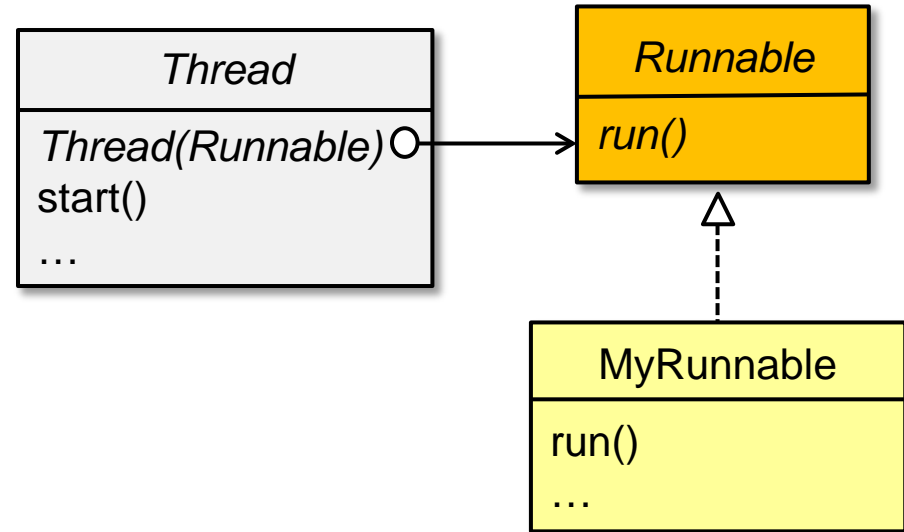 Thread
Thread(Runnable)
start()
…
Runnable
run()
MyRunnable
run()
…